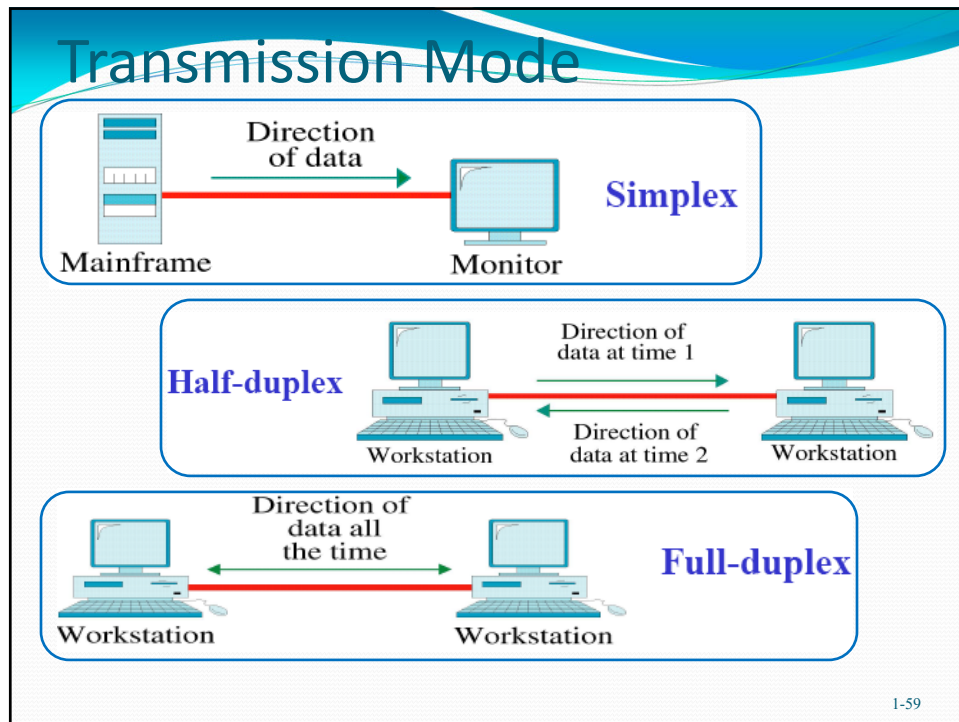 Transmission Mode
Direction
of data
Simplex
Mainframe
Monitor
Direction of
data at time 1
Half-duplex
Direction of
data at time 2
Workstation
Workstation
Direction of
data all
the time
Full-duplex
Workstation
Workstation
1-59